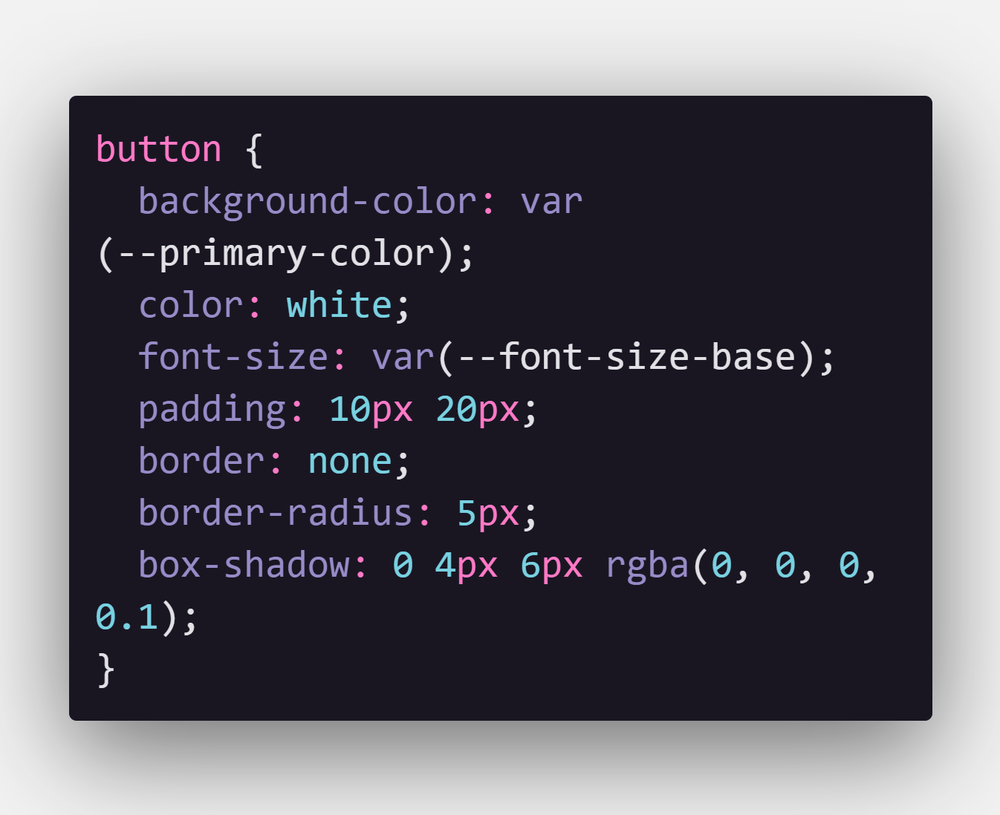 button {
  background-color: var
(--primary-color);
  color: white;
  font-size: var(--font-size-base);
  padding: 10px 20px;
  border: none;
  border-radius: 5px;
  box-shadow: 0 4px 6px rgba(0, 0, 0,
0.1);
}